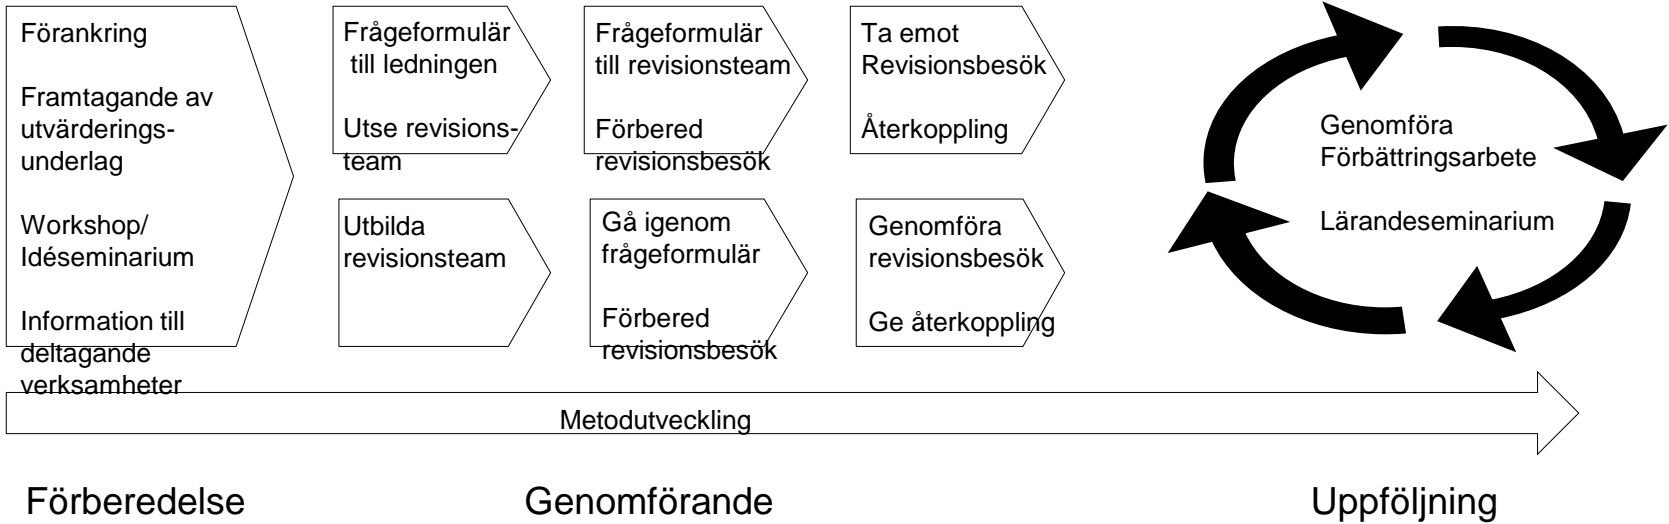 Förankring
Framtagande av
utvärderings-
underlag
Workshop/
Idéseminarium
Information till
deltagande
verksamheter
Frågeformulär
till ledningen
Utse revisions-
team
Frågeformulär
till revisionsteam
Förbered
revisionsbesök
Ta emot
Revisionsbesök
Återkoppling
Utbilda
revisionsteam
Gå igenom
frågeformulär
Förbered
revisionsbesök
Genomföra
revisionsbesök
Ge återkoppling
Genomföra
Förbättringsarbete
Lärandeseminarium
Metodutveckling
Förberedelse
Genomförande
Uppföljning